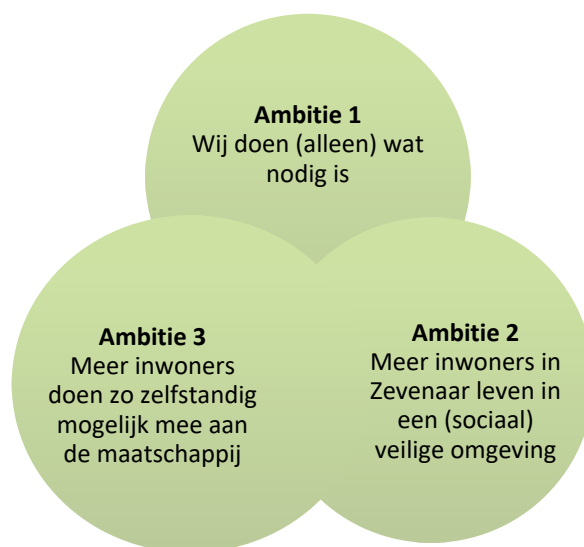 Ambitie 1
Wij doen (alleen) wat
nodig is
Ambitie 3
Meer inwoners
doen zo zelfstandig
mogelijk mee aan
de maatschappij
Ambitie 2
Meer inwoners in
Zevenaar leven in
een (sociaal)
veilige omgeving